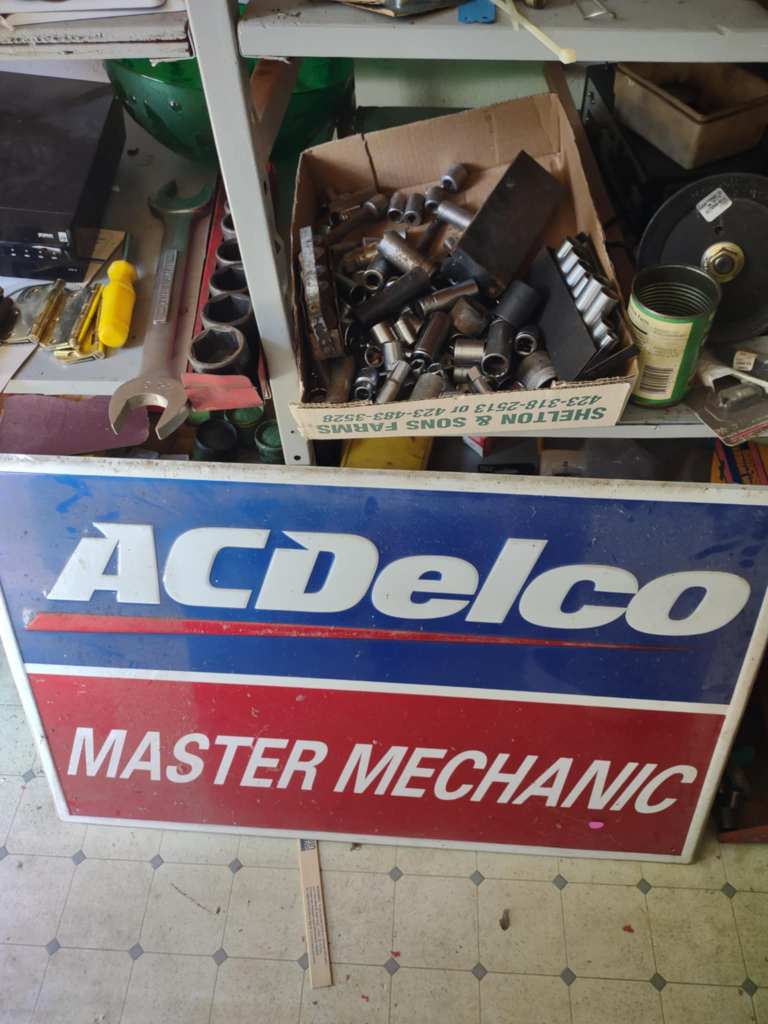 SHELTON & SONS FARMS
423-318-2513 or 423-483-3528
ACDelco
MASTER MECHANIC